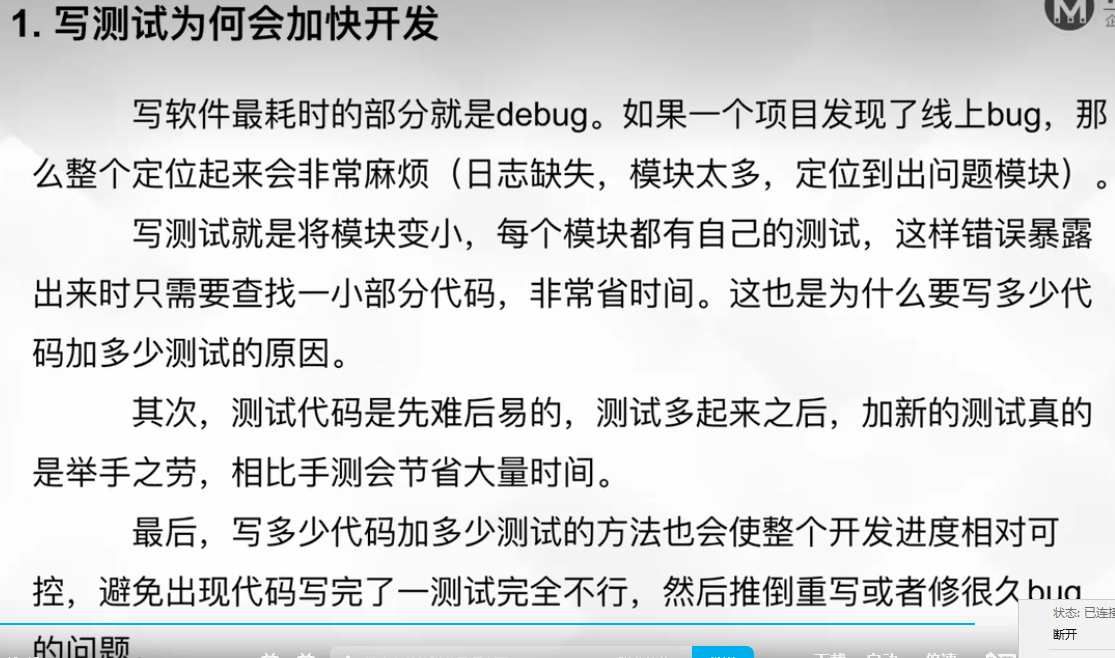 1. 写测试为何会加快开发
写软件最耗时的部分就是debug。如果一个项目发现了线上bug，那
么整个定位起来会非常麻烦（日志缺失，模块太多，定位到出问题模块）。
写测试就是将模块变小，每个模块都有自己的测试，这样错误暴露
出来时只需要查找一小部分代码，非常省时间。这也是为什么要写多少代
码加多少测试的原因。
其次，测试代码是先难后易的，测试多起来之后，加新的测试真的
是举手之劳，相比手测会节省大量时间。
最后，写多少代码加多少测试的方法也会使整个开发进度相对可
控，避免出现代码写完了一测试完全不行，然后推倒重写或者修很久bug
的问题
状态: 已连接
断开